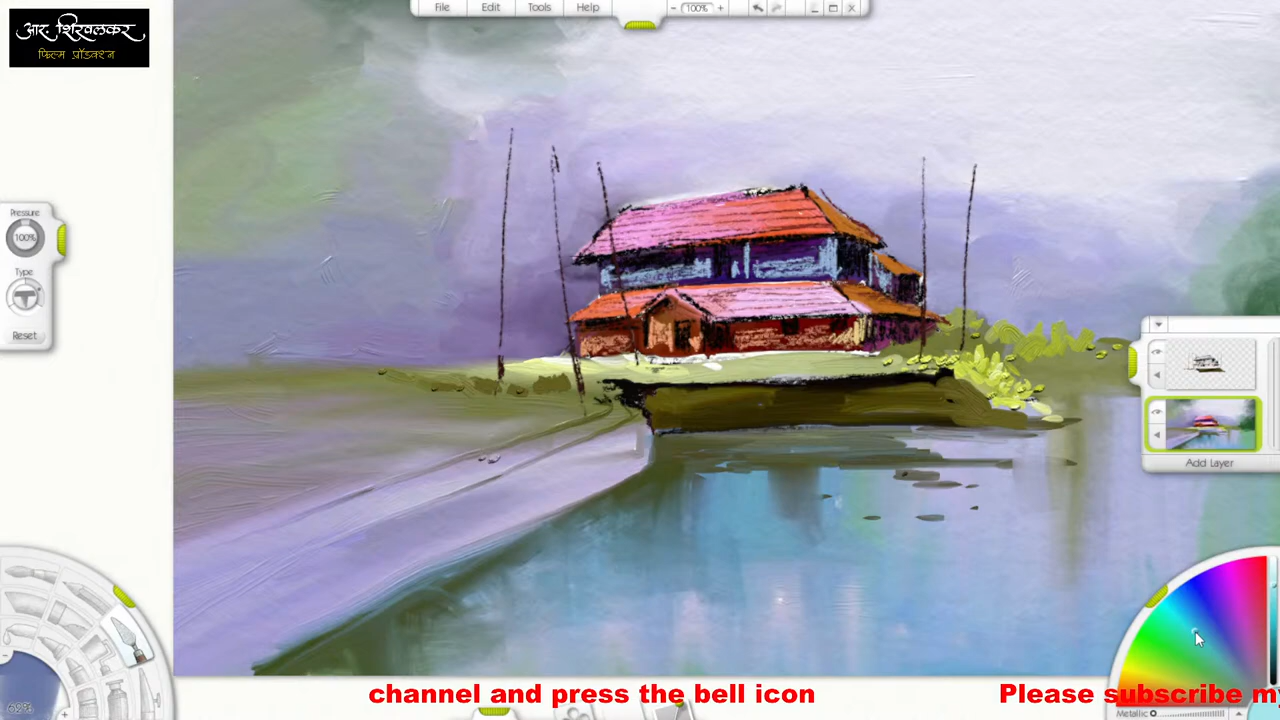 आर. शिरवलकर
फिल्म प्रॉडक्शन
File Edit Tools Help
100%
Pressure
100%
Type
Reset
Add Layer
69%
Metallic
channel and press the bell icon
Please subscribe my